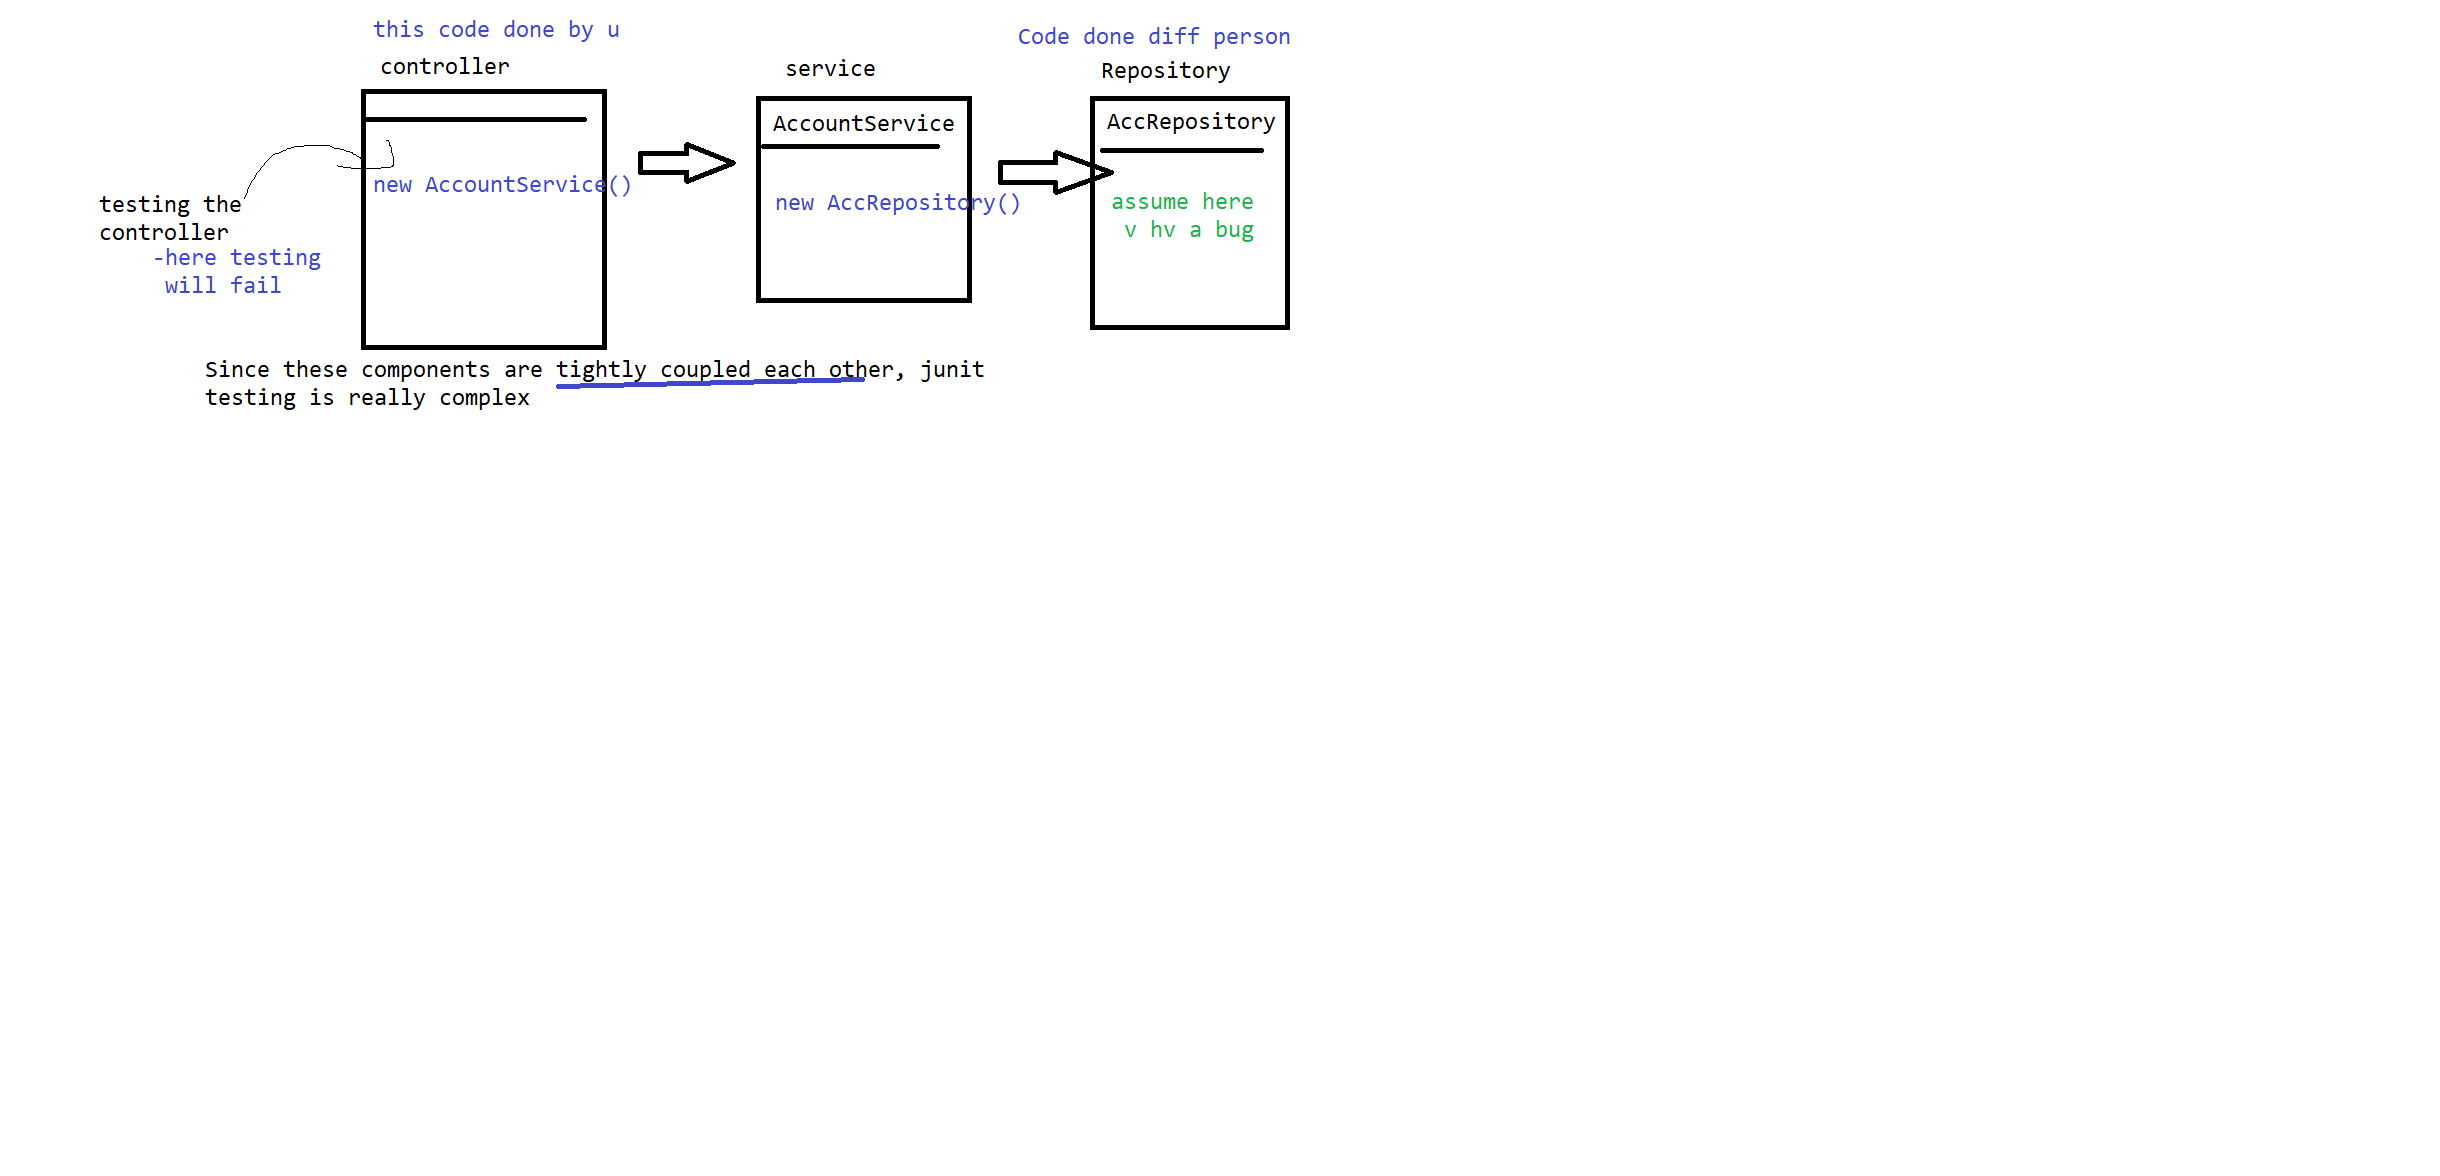 this code done by u
controller
new AccountService()
testing the
controller
-here testing
will fail
service
AccountService
new AccRepository()
Code done diff person
Repository
AccRepository
assume here
v hv a bug
Since these components are tightly coupled each other, junit
testing is really complex